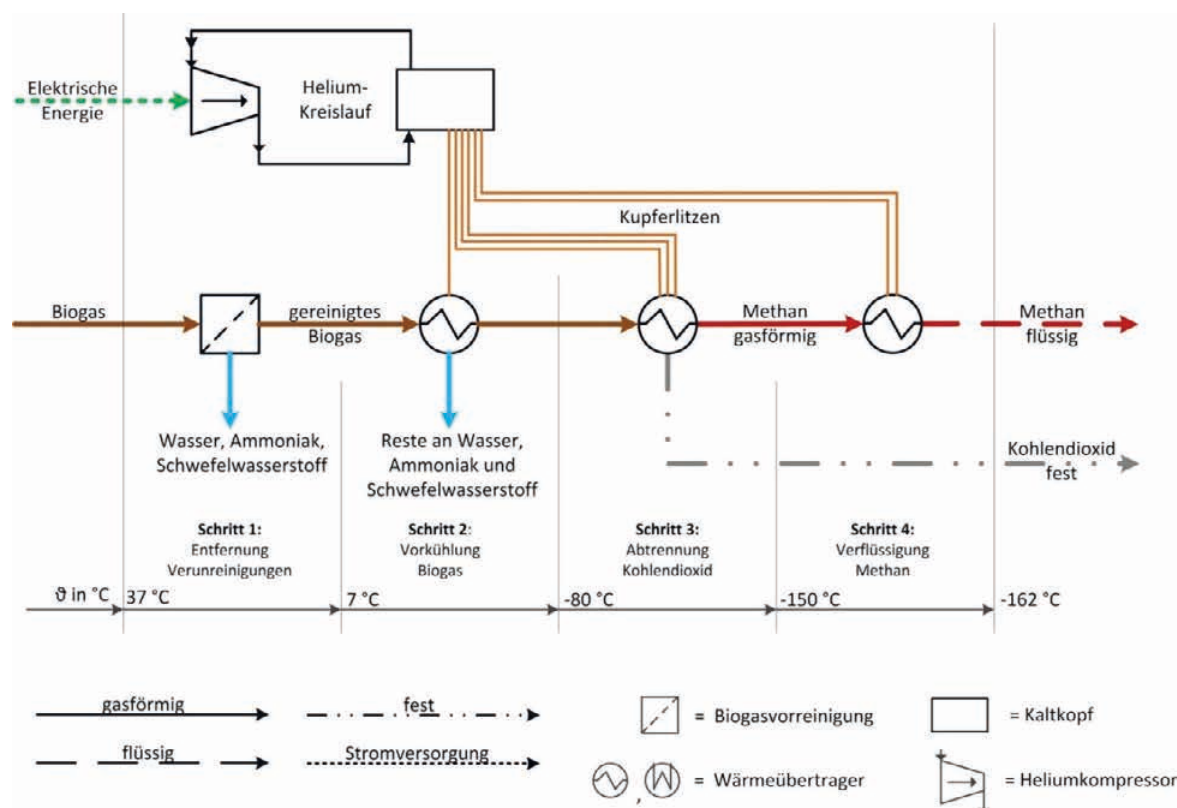 Elektrische
Energie
Helium-
Kreislauf
Kupferlitzen
Biogas
gereinigtes
Biogas
Methan
gasförmig
Methan
flüssig
Wasser, Ammoniak,
Schwefelwasserstoff
Reste an Wasser,
Ammoniak und
Schwefelwasserstoff
Kohlendioxid
fest
Schritt 1:
Entfernung
Verunreinigungen
Schritt 2:
Vorkühlung
Biogas
Schritt 3:
Abtrennung
Kohlendioxid
Schritt 4:
Verflüssigung
Methan
ϑ in °C
37 °C
7 °C
-80 °C
-150 °C
-162 °C
gasförmig
fest
= Biogasvorreinigung
= Kaltkopf
flüssig
Stromversorgung
, = Wärmeübertrager
= Heliumkompressor